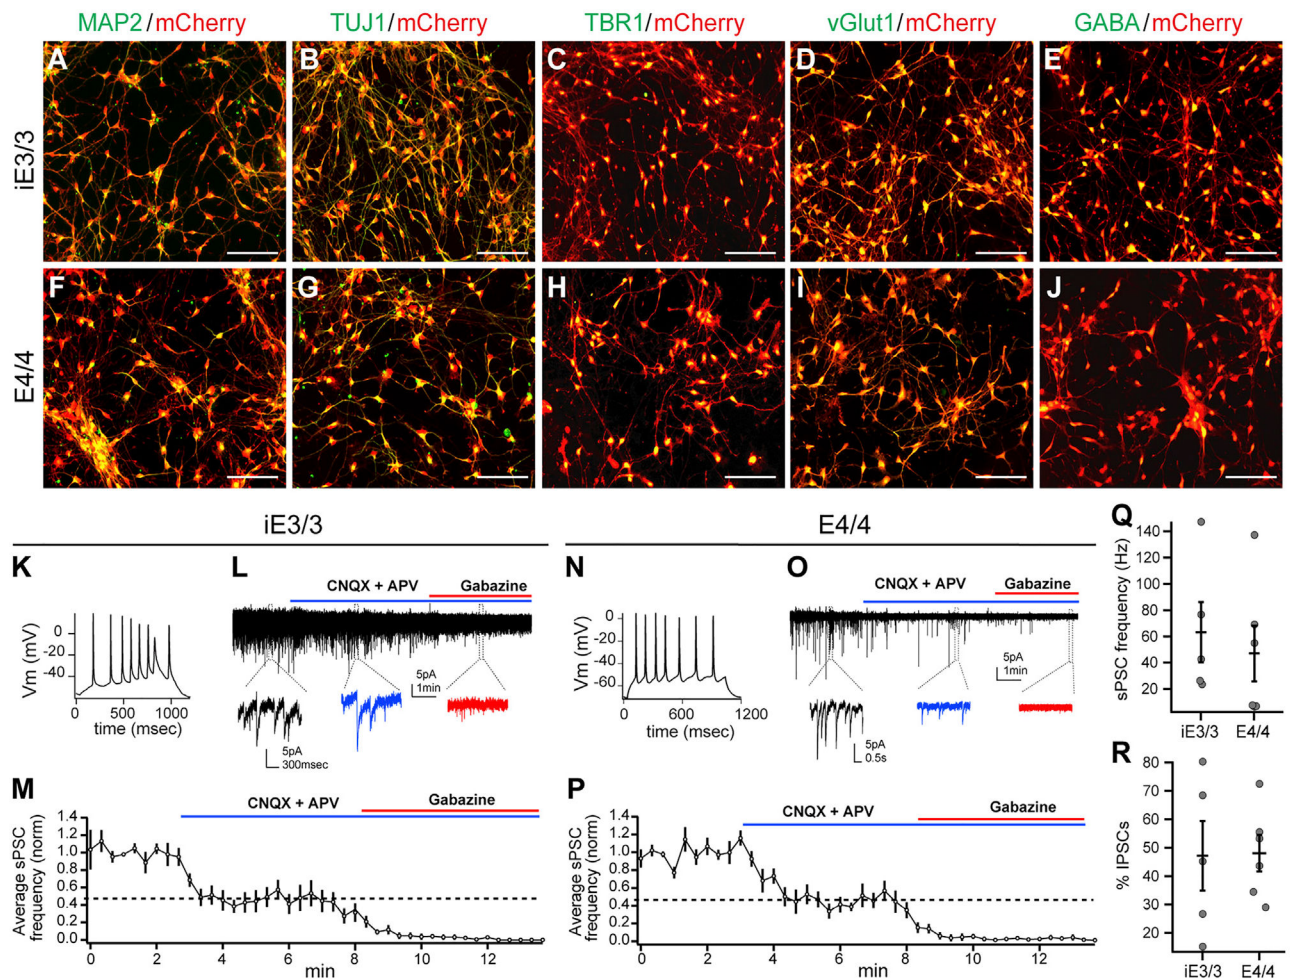 MAP2/mCherry TUJ1/mCherry TBR1/mCherry vGlut1/mCherry GABA/mCherry
iE3/3
A B C D E
E4/4
F G H I J
iE3/3 E4/4
K
0
-20
-40
Vm (mV)
0 500 1000
time (msec)
L
CNQX + APV
Gabazine
5pA
1min
5pA
300msec
N
0
-20
-40
-60
Vm (mV)
0 600 1200
time (msec)
O
CNQX + APV
Gabazine
5pA
1min
5pA
0.5s
Q
140
120
100
80
60
40
20
sPSC frequency (Hz)
iE3/3 E4/4
M
CNQX + APV
Gabazine
1.4
1.2
1.0
0.8
0.6
0.4
0.2
0.0
Average sPSC
frequency (norm)
0 2 4 6 8 10 12
min
P
CNQX + APV
Gabazine
1.4
1.2
1.0
0.8
0.6
0.4
0.2
0.0
Average sPSC
frequency (norm)
0 2 4 6 8 10 12
min
R
80
70
60
50
40
30
20
% IPSCs
iE3/3 E4/4